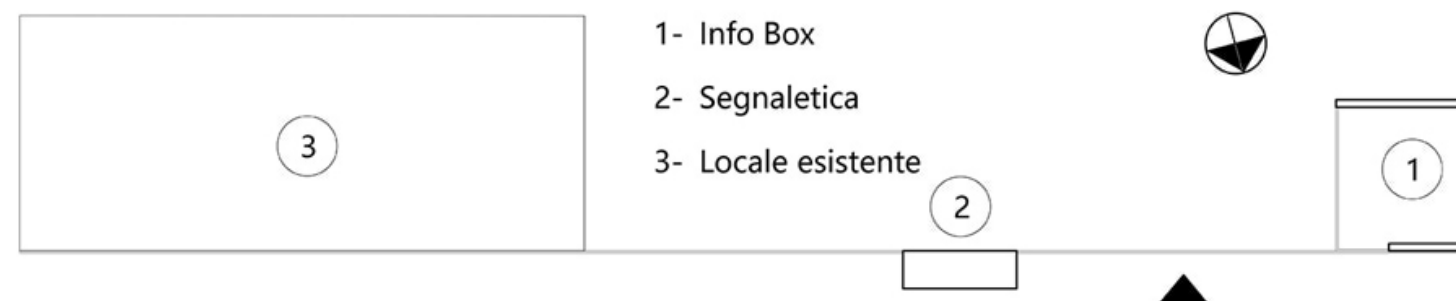 1- Info Box
2- Segnaletica
3- Locale esistente
3
2
1